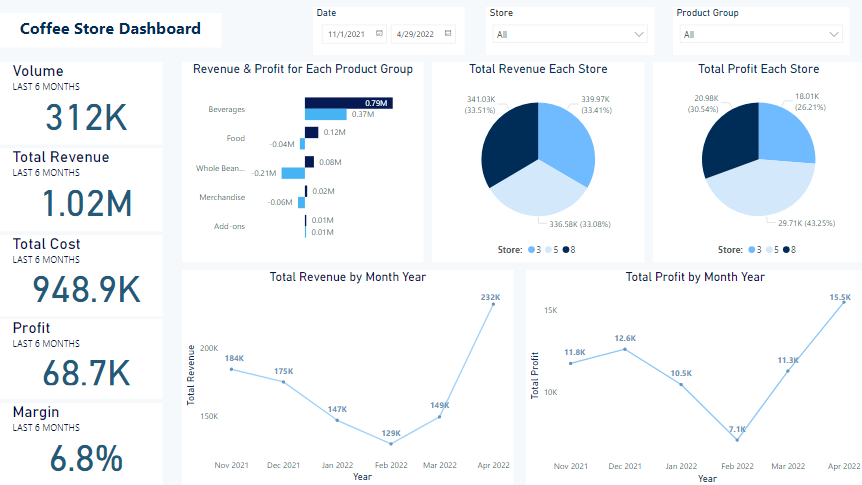 Coffee Store Dashboard
Date
11/1/2021
4/29/2022
Store
All
Product Group
All
Volume
LAST 6 MONTHS
312K
Total Revenue
LAST 6 MONTHS
1.02M
Total Cost
LAST 6 MONTHS
948.9K
Profit
LAST 6 MONTHS
68.7K
Margin
LAST 6 MONTHS
6.8%
Revenue & Profit for Each Product Group
Beverages
0.79M
0.37M
Food
0.12M
-0.04M
Whole Bean...
0.08M
-0.21M
Merchandise
0.02M
-0.06M
Add-ons
0.01M
0.01M
Total Revenue Each Store
341.03K
(33.51%)
339.97K
(33.41%)
336.58K (33.08%)
Store: 3 5 8
Total Profit Each Store
20.98K
(30.54%)
18.01K
(26.21%)
29.71K (43.25%)
Store: 3 5 8
Total Revenue by Month Year
Total Revenue
200K
150K
184K
175K
147K
129K
149K
232K
Nov 2021
Dec 2021
Jan 2022
Feb 2022
Mar 2022
Apr 2022
Year
Total Profit by Month Year
Total Profit
15K
10K
11.8K
12.6K
10.5K
7.1K
11.3K
15.5K
Nov 2021
Dec 2021
Jan 2022
Feb 2022
Mar 2022
Apr 2022
Year